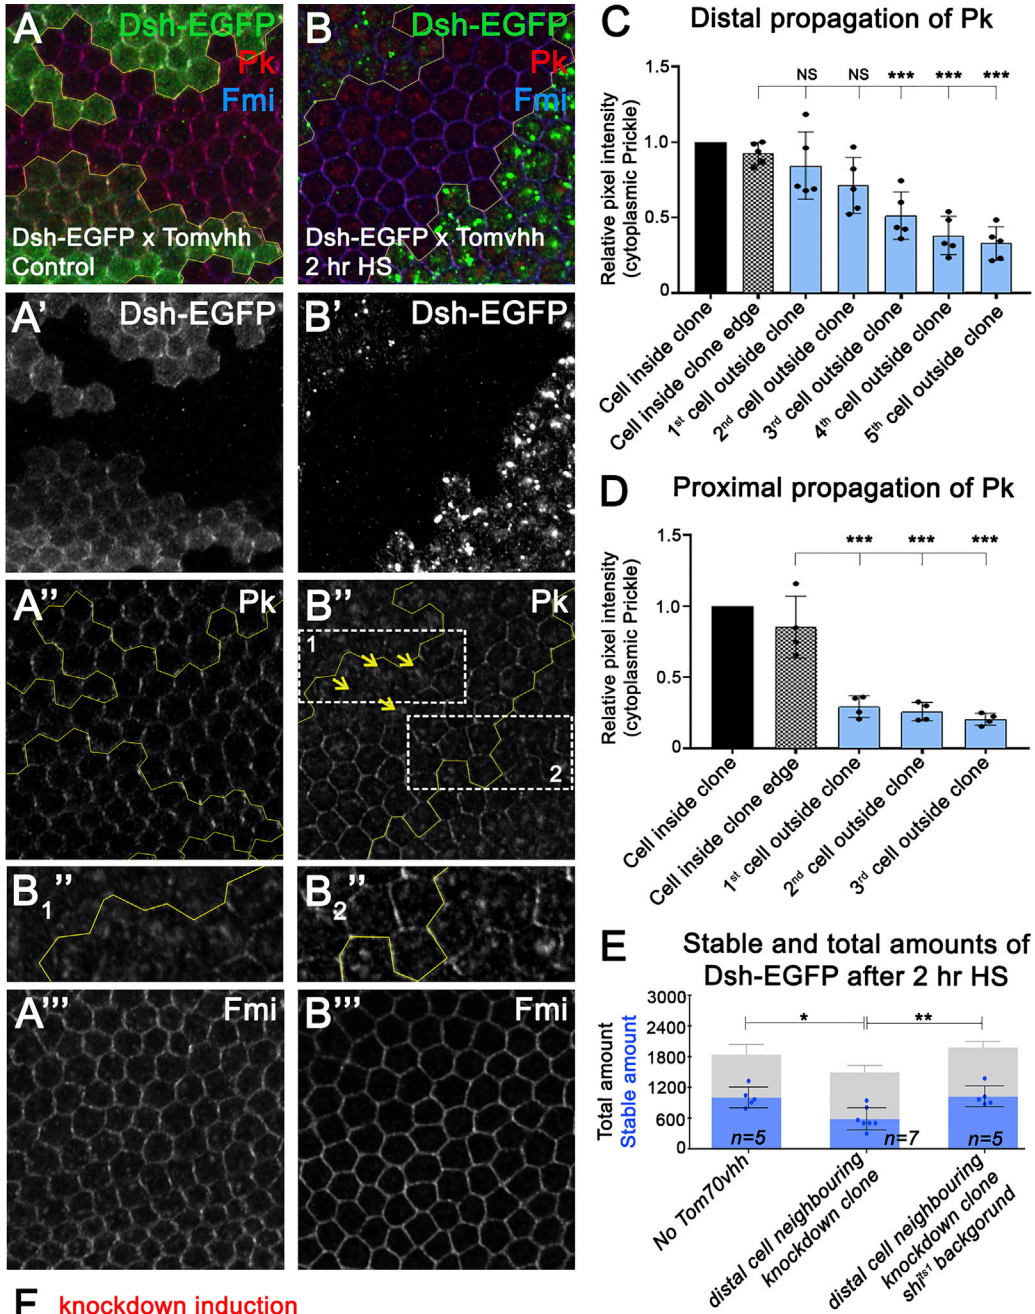 A
Dsh-EGFP
Pk
Fmi
Dsh-EGFP x Tomvhh
Control
B
Dsh-EGFP
Pk
Fmi
Dsh-EGFP x Tomvhh
2 hr HS
A’
Dsh-EGFP
B’
Dsh-EGFP
A’’
Pk
B’’
Pk
1
2
B1’’
B2’’
A’’’
Fmi
B’’’
Fmi
C
Distal propagation of Pk
Relative pixel intensity
(cytoplasmic Prickle)
1.5
1.0
0.5
0
NS
NS
***
***
***
Cell inside clone
Cell inside clone edge
1st cell outside clone
2nd cell outside clone
3rd cell outside clone
4th cell outside clone
5th cell outside clone
D
Proximal propagation of Pk
Relative pixel intensity
(cytoplasmic Prickle)
1.5
1.0
0.5
0
***
***
***
Cell inside clone
Cell inside clone edge
1st cell outside clone
2nd cell outside clone
3rd cell outside clone
E
Stable and total amounts of
Dsh-EGFP after 2 hr HS
Total amount
Stable amount
3000
2400
1800
1200
600
0
*
**
n=5
n=7
n=5
No Tom70vhh
distal cell neighbouring
knockdown clone
distal cell neighbouring
knockdown clone
shits1 backgorund
F
knockdown induction